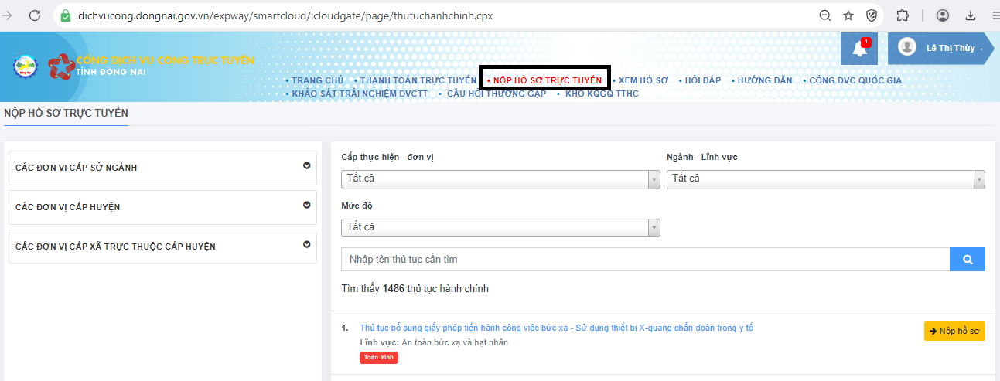 dichvucong.dongnai.gov.vn/expway/smartcloud/icloudgate/page/thutuchanhchinh.cpx
1
Lê Thị Thùy
CỔNG DỊCH VỤ CÔNG TRỰC TUYẾN
TỈNH ĐỒNG NAI
• TRANG CHỦ • THANH TOÁN TRỰC TUYẾN • NỘP HỒ SƠ TRỰC TUYẾN • XEM HỒ SƠ • HỎI ĐÁP • HƯỚNG DẪN • CỔNG DVC QUỐC GIA
• KHẢO SÁT TRẢI NGHIỆM DVCTT • CÂU HỎI THƯỜNG GẶP • KHO KQGQ TTHC
NỘP HỒ SƠ TRỰC TUYẾN
CÁC ĐƠN VỊ CẤP SỞ NGÀNH
CÁC ĐƠN VỊ CẤP HUYỆN
CÁC ĐƠN VỊ CẤP XÃ TRỰC THUỘC CẤP HUYỆN
Cấp thực hiện - đơn vị
Tất cả
Ngành - Lĩnh vực
Tất cả
Mức độ
Tất cả
Nhập tên thủ tục cần tìm
Tìm thấy 1486 thủ tục hành chính
1. Thủ tục bổ sung giấy phép tiến hành công việc bức xạ - Sử dụng thiết bị X-quang chẩn đoán trong y tế
Lĩnh vực: An toàn bức xạ và hạt nhân
Toàn trình
Nộp hồ sơ